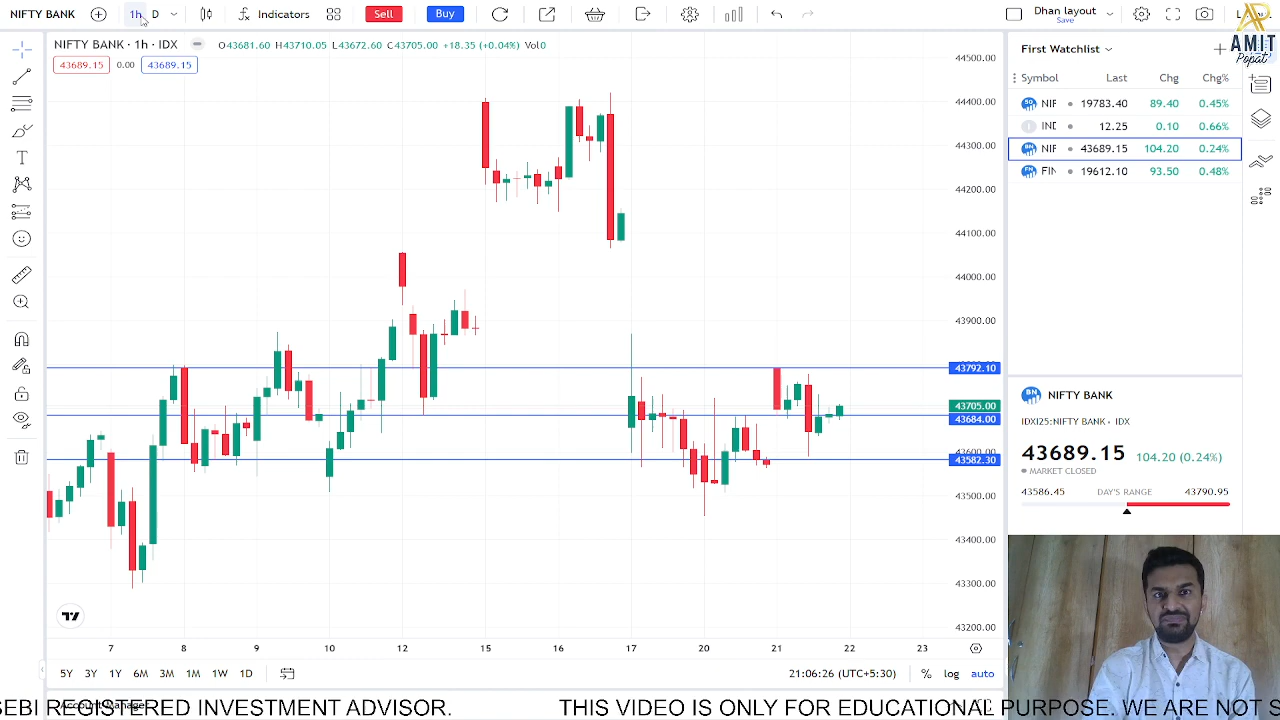 NIFTY BANK 1h D Indicators Sell Buy Dhan layout Save
AMIT
Popat
NIFTY BANK · 1h · IDX O43681.60 H43710.05 L43672.60 C43705.00 +18.35 (+0.04%) Vol0
43689.15 0.00 43689.15
44500.00
44400.00
44300.00
44200.00
44100.00
44000.00
43900.00
43792.10
43705.00
43684.00
43600.00
43582.30
43500.00
43400.00
43300.00
43200.00
7 8 9 10 12 15 16 17 20 21 22 23
5Y 3Y 1Y 6M 3M 1M 1W 1D 21:06:26 (UTC+5:30) % log auto
First Watchlist
Symbol Last Chg Chg%
NIF 19783.40 89.40 0.45%
INE 12.25 0.10 0.66%
NIF 43689.15 104.20 0.24%
FIN 19612.10 93.50 0.48%
NIFTY BANK
IDXI25:NIFTY BANK · IDX
43689.15 104.20 (0.24%)
MARKET CLOSED
43586.45 DAY'S RANGE 43790.95
Account Manager
SEBI REGISTERED INVESTMENT ADVISOR. THIS VIDEO IS ONLY FOR EDUCATIONAL PURPOSE. WE ARE NOT S